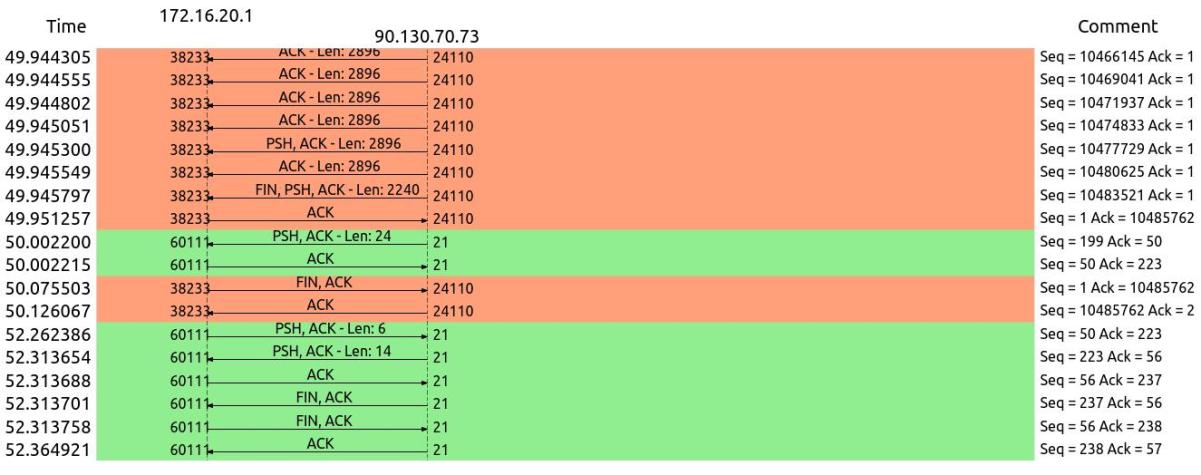 172.16.20.1
Time Comment
90.130.70.73
49.944305 38233 ACK - Len: 2896 24110 Seq = 10466145 Ack = 1
49.944555 38233 ACK - Len: 2896 24110 Seq = 10469041 Ack = 1
49.944802 38233 ACK - Len: 2896 24110 Seq = 10471937 Ack = 1
49.945051 38233 ACK - Len: 2896 24110 Seq = 10474833 Ack = 1
49.945300 38233 PSH, ACK - Len: 2896 24110 Seq = 10477729 Ack = 1
49.945549 38233 ACK - Len: 2896 24110 Seq = 10480625 Ack = 1
49.945797 38233 FIN, PSH, ACK - Len: 2240 24110 Seq = 10483521 Ack = 1
49.951257 38233 ACK 24110 Seq = 1 Ack = 10485762
50.002200 60111 PSH, ACK - Len: 24 21 Seq = 199 Ack = 50
50.002215 60111 ACK 21 Seq = 50 Ack = 223
50.075503 38233 FIN, ACK 24110 Seq = 1 Ack = 10485762
50.126067 38233 ACK 24110 Seq = 10485762 Ack = 2
52.262386 60111 PSH, ACK - Len: 6 21 Seq = 50 Ack = 223
52.313654 60111 PSH, ACK - Len: 14 21 Seq = 223 Ack = 56
52.313688 60111 ACK 21 Seq = 56 Ack = 237
52.313701 60111 FIN, ACK 21 Seq = 237 Ack = 56
52.313758 60111 FIN, ACK 21 Seq = 56 Ack = 238
52.364921 60111 ACK 21 Seq = 238 Ack = 57